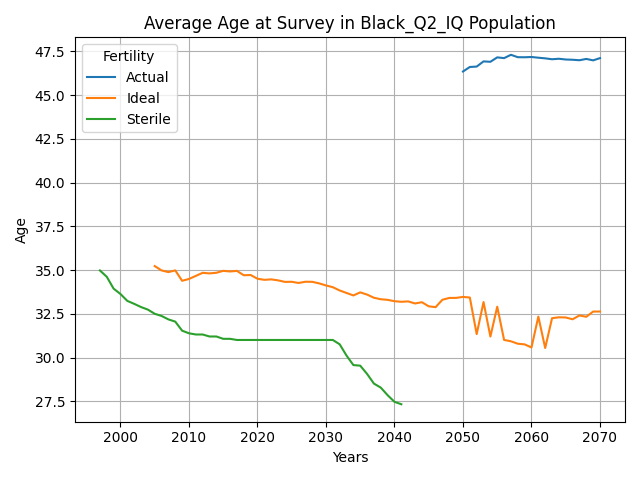 Average Age at Survey in Black_Q2_IQ Population
Fertility
Actual
Ideal
Sterile
Age
47.5
45.0
42.5
40.0
37.5
35.0
32.5
30.0
27.5
2000 2010 2020 2030 2040 2050 2060 2070
Years